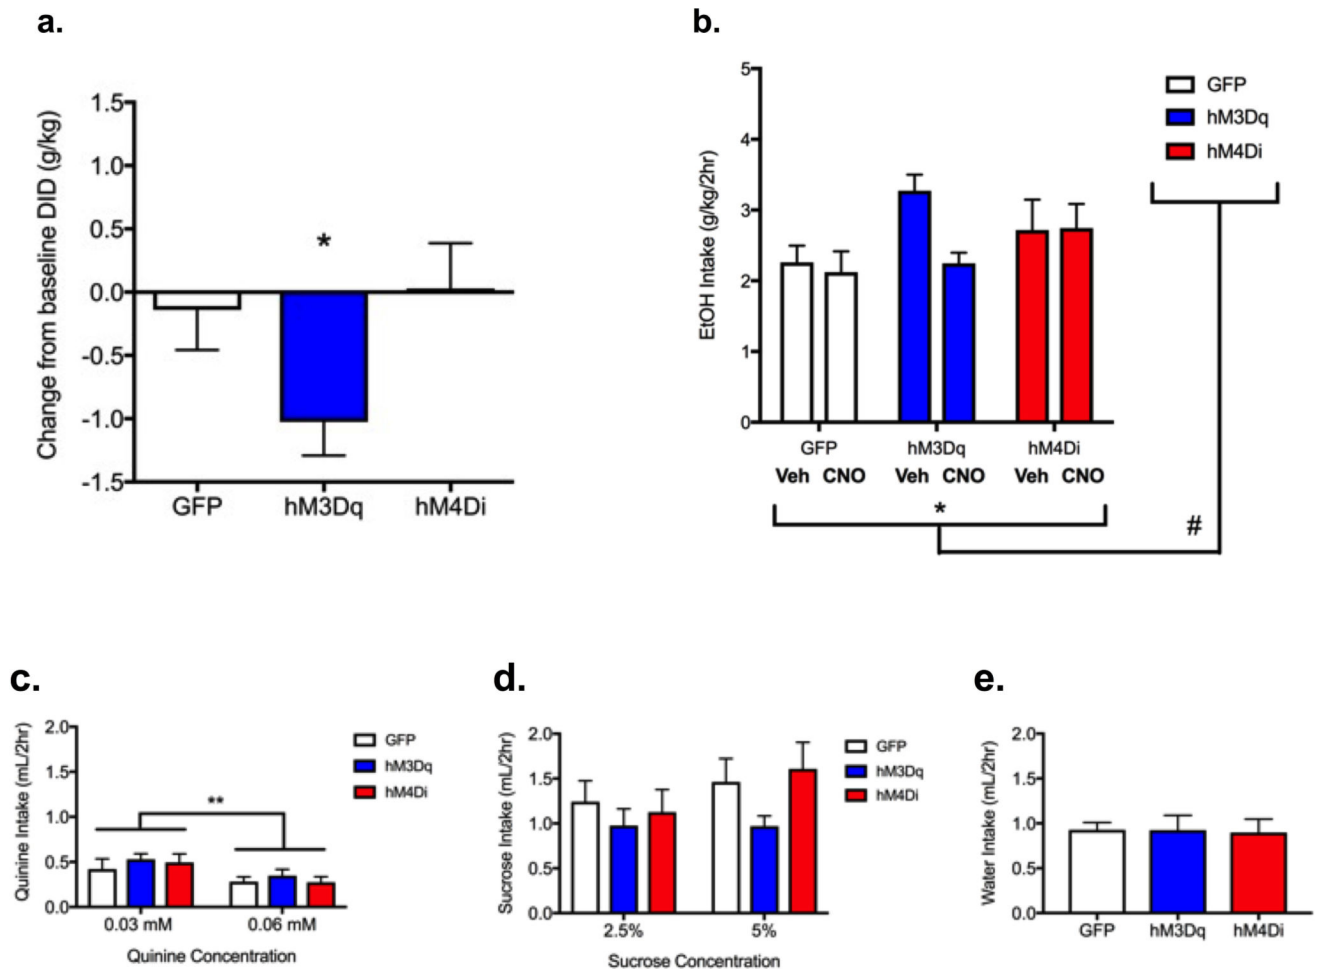 a.
Change from baseline DID (g/kg)
1.5
1.0
0.5
0.0
-0.5
-1.0
-1.5
*
GFP hM3Dq hM4Di
b.
EtOH Intake (g/kg/2hr)
5
4
3
2
1
0
GFP hM3Dq hM4Di
Veh CNO Veh CNO Veh CNO
*
#
GFP
hM3Dq
hM4Di
c.
Quinine Intake (mL/2hr)
2.0
1.5
1.0
0.5
0.0
**
0.03 mM 0.06 mM
Quinine Concentration
GFP
hM3Dq
hM4Di
d.
Sucrose Intake (mL/2hr)
2.0
1.5
1.0
0.5
0.0
2.5% 5%
Sucrose Concentration
GFP
hM3Dq
hM4Di
e.
Water Intake (mL/2hr)
2.0
1.5
1.0
0.5
0.0
GFP hM3Dq hM4Di